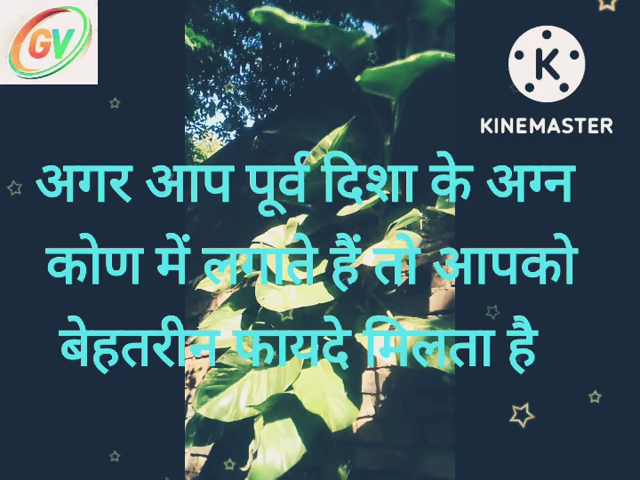 GV
KINEMASTER
अगर आप पूर्व दिशा के अग्न
कोण में लगाते हैं तो आपको
बेहतरीन फायदे मिलता है